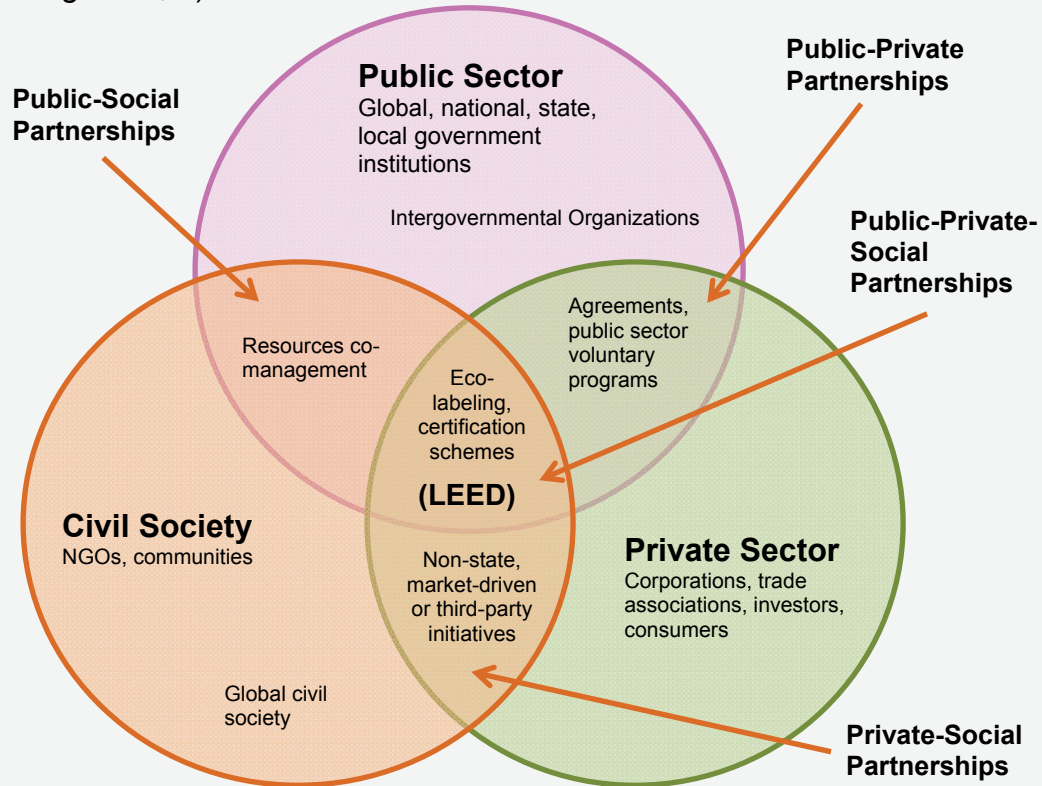 Public Sector
Global, national, state,
local government
institutions
Intergovernmental Organizations
Public-Social
Partnerships
Public-Private
Partnerships
Public-Private-
Social
Partnerships
Resources co-
management
Agreements,
public sector
voluntary
programs
Eco-
labeling,
certification
schemes
(LEED)
Civil Society
NGOs, communities
Non-state,
market-driven
or third-party
initiatives
Private Sector
Corporations, trade
associations, investors,
consumers
Global civil
society
Private-Social
Partnerships